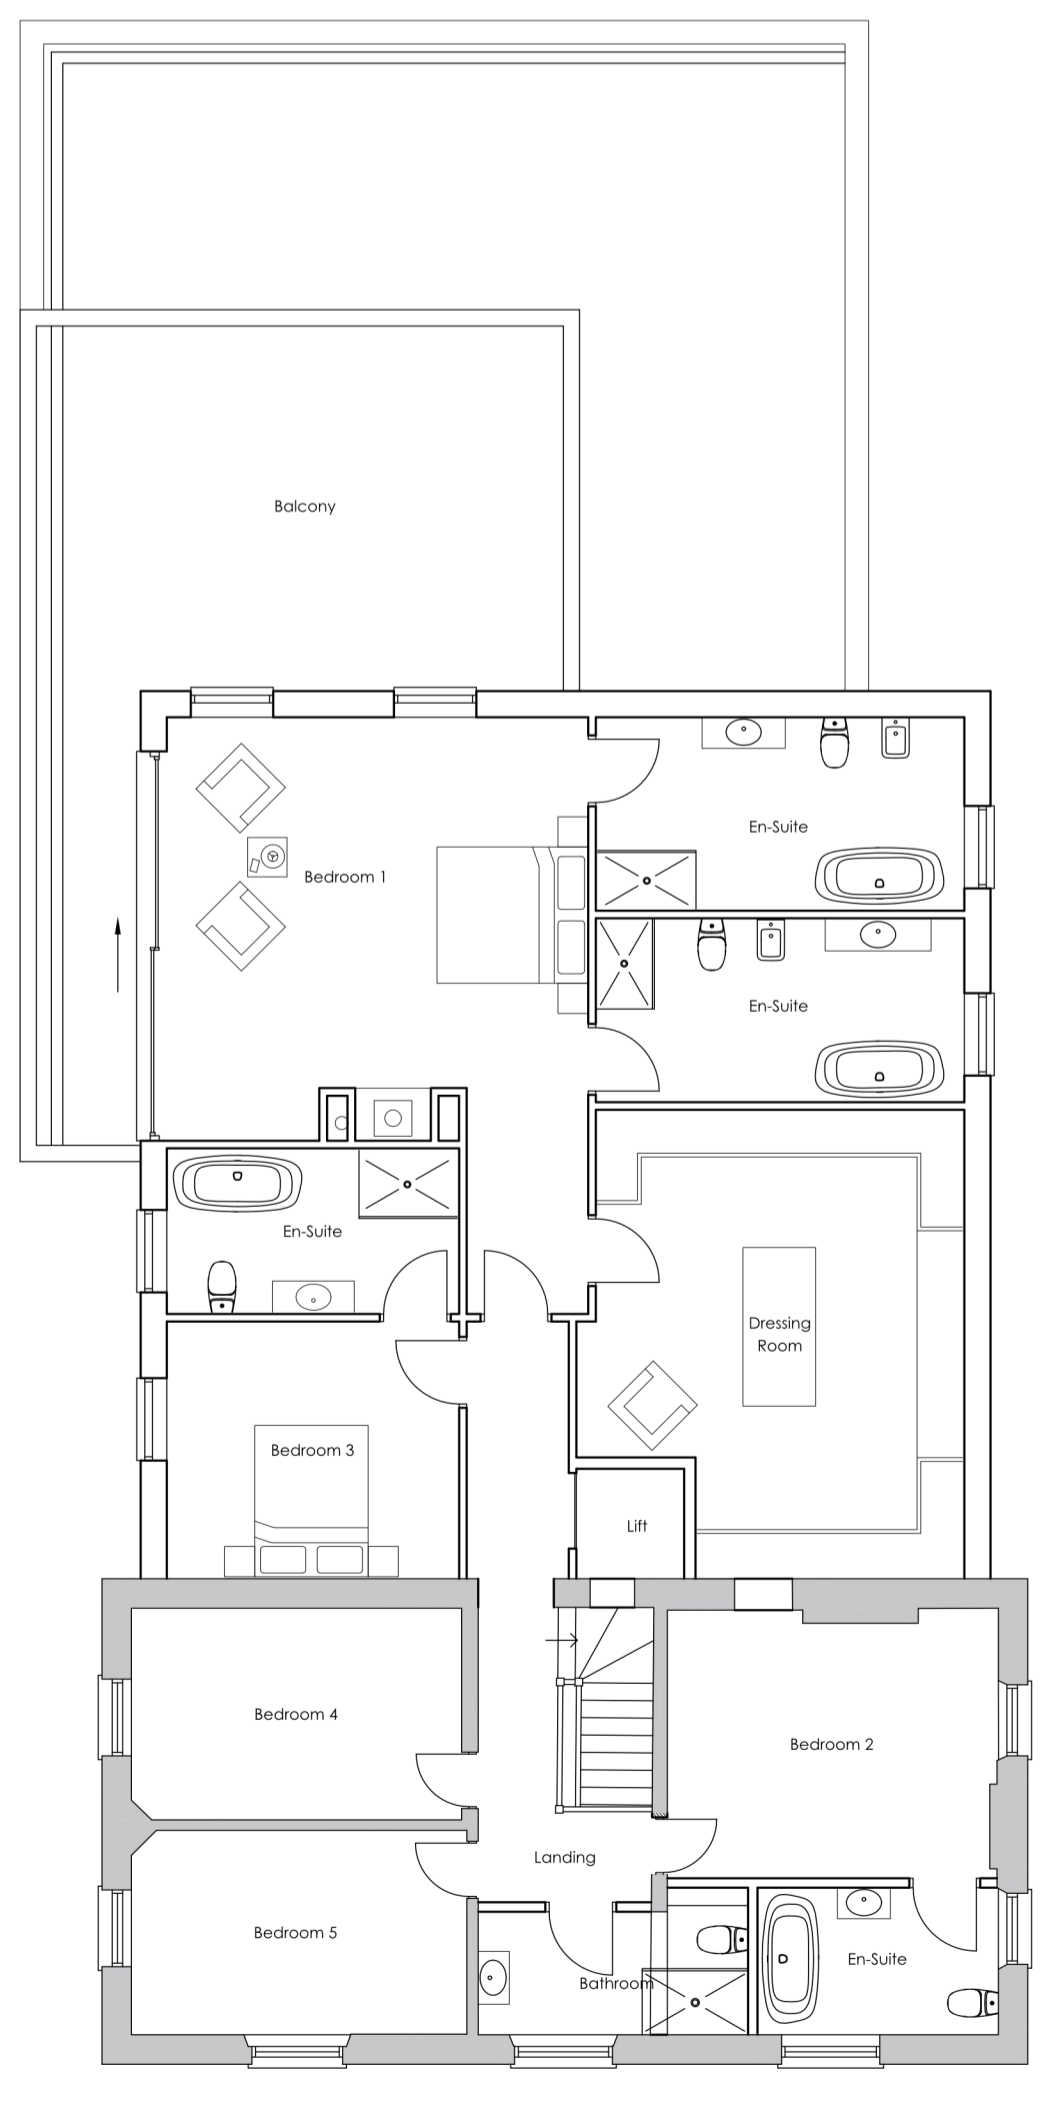 Balcony
En-Suite
Bedroom 1
En-Suite
En-Suite
Dressing
Room
Bedroom 3
Lift
Bedroom 4
Bedroom 2
Landing
Bedroom 5
En-Suite
Bathroom